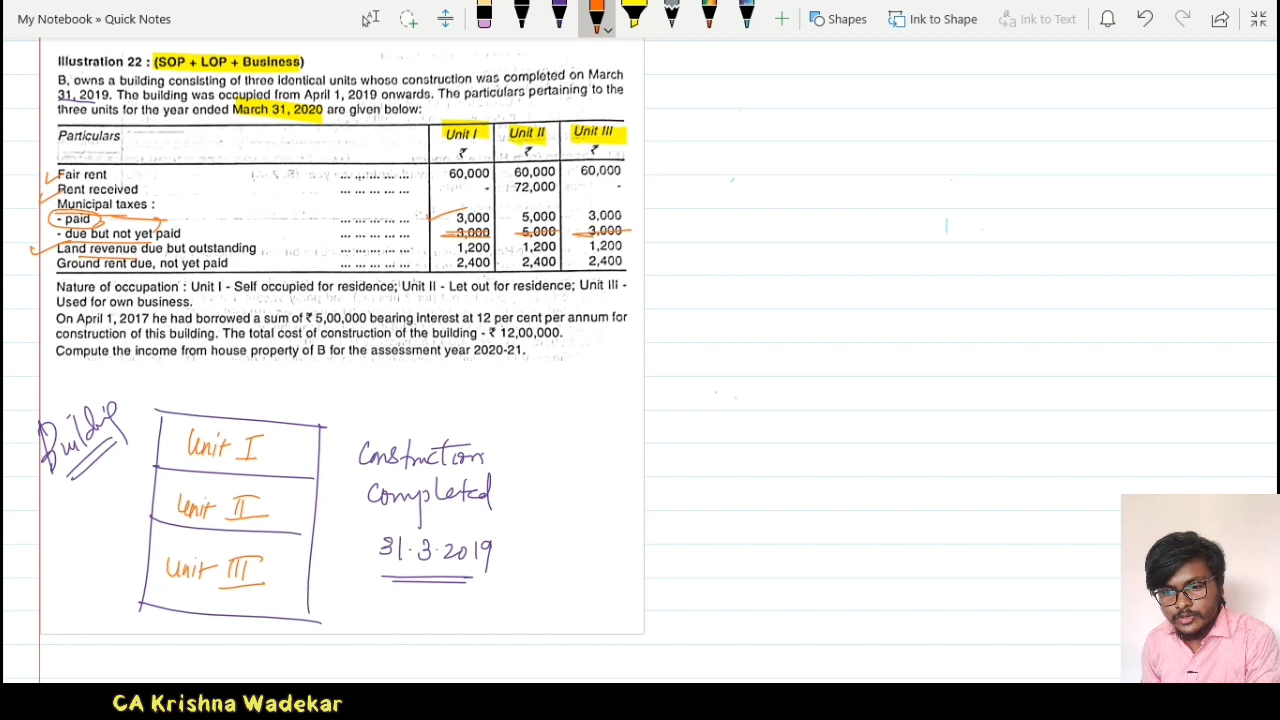 My Notebook » Quick Notes
Shapes
Ink to Shape
Ink to Text
Illustration 22 : (SOP + LOP + Business)
B, owns a building consisting of three identical units whose construction was completed on March
31, 2019. The building was occupied from April 1, 2019 onwards. The particulars pertaining to the
three units for the year ended March 31, 2020 are given below:
Particulars Unit I Unit II Unit III
₹ ₹ ₹
Fair rent ... ... ... ... ... 60,000 60,000 60,000
Rent received ... ... ... ... ... - 72,000 -
Municipal taxes :
- paid ... ... ... ... ... 3,000 5,000 3,000
- due but not yet paid ... ... ... ... ... 3,000 5,000 3,000
Land revenue due but outstanding ... ... ... ... ... 1,200 1,200 1,200
Ground rent due, not yet paid ... ... ... ... ... 2,400 2,400 2,400
Nature of occupation : Unit I - Self occupied for residence; Unit II - Let out for residence; Unit III -
Used for own business.
On April 1, 2017 he had borrowed a sum of ₹ 5,00,000 bearing interest at 12 per cent per annum for
construction of this building. The total cost of construction of the building - ₹ 12,00,000.
Compute the income from house property of B for the assessment year 2020-21.
Building
Unit I
Unit II
Unit III
Construction
completed
31.3.2019
CA Krishna Wadekar